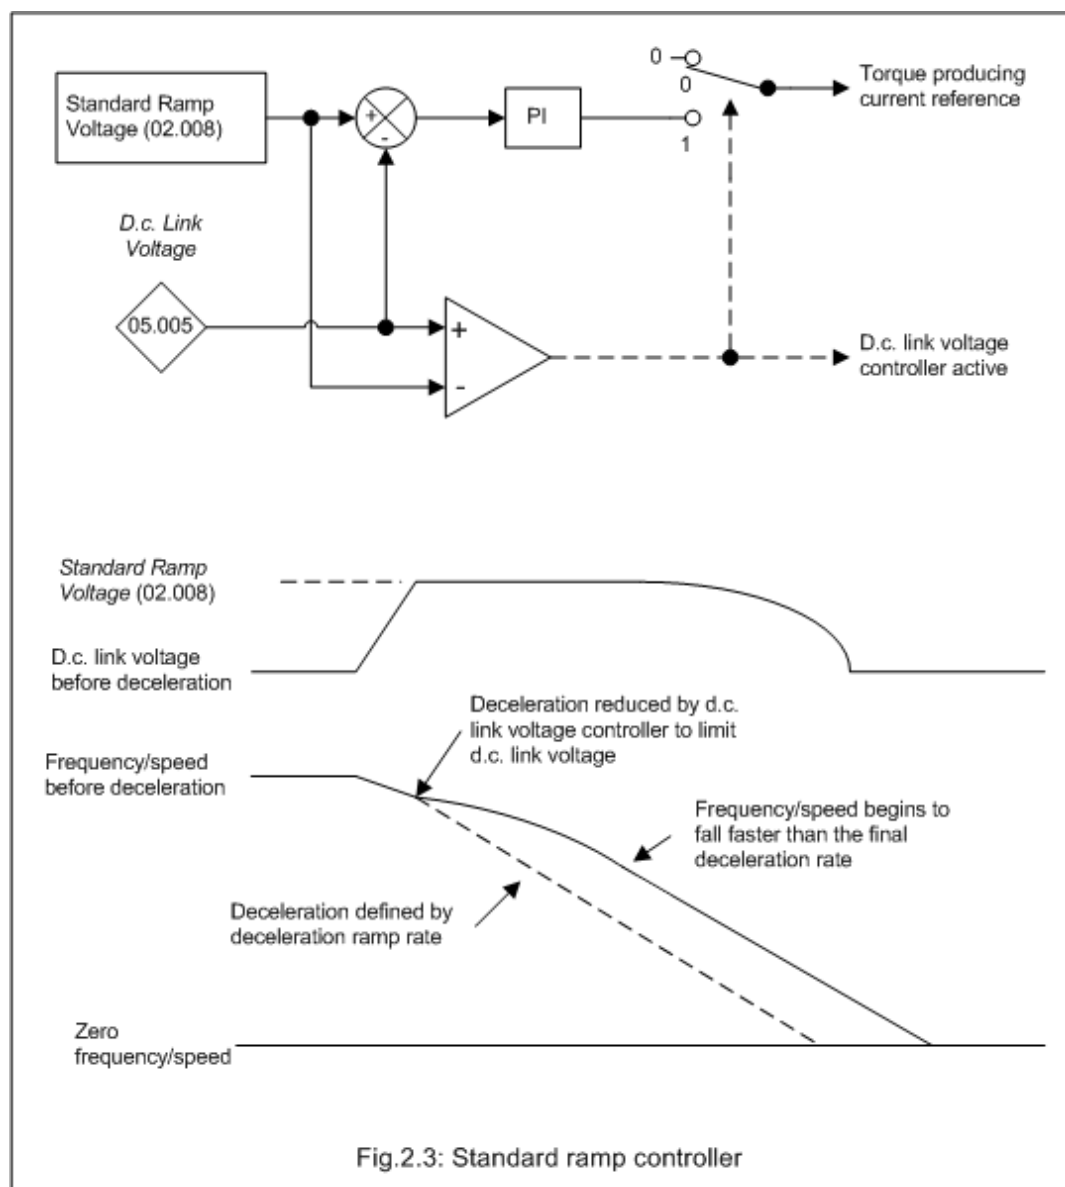 Standard Ramp
Voltage (02.008)
+
-
PI
0
0
1
Torque producing
current reference
D.c. Link
Voltage
05.005
+
-
D.c. link voltage
controller active
Standard Ramp
Voltage (02.008)
D.c. link voltage
before deceleration
Deceleration reduced by d.c.
link voltage controller to limit
d.c. link voltage
Frequency/speed
before deceleration
Frequency/speed begins to
fall faster than the final
deceleration rate
Deceleration defined by
deceleration ramp rate
Zero
frequency/speed
Fig.2.3: Standard ramp controller